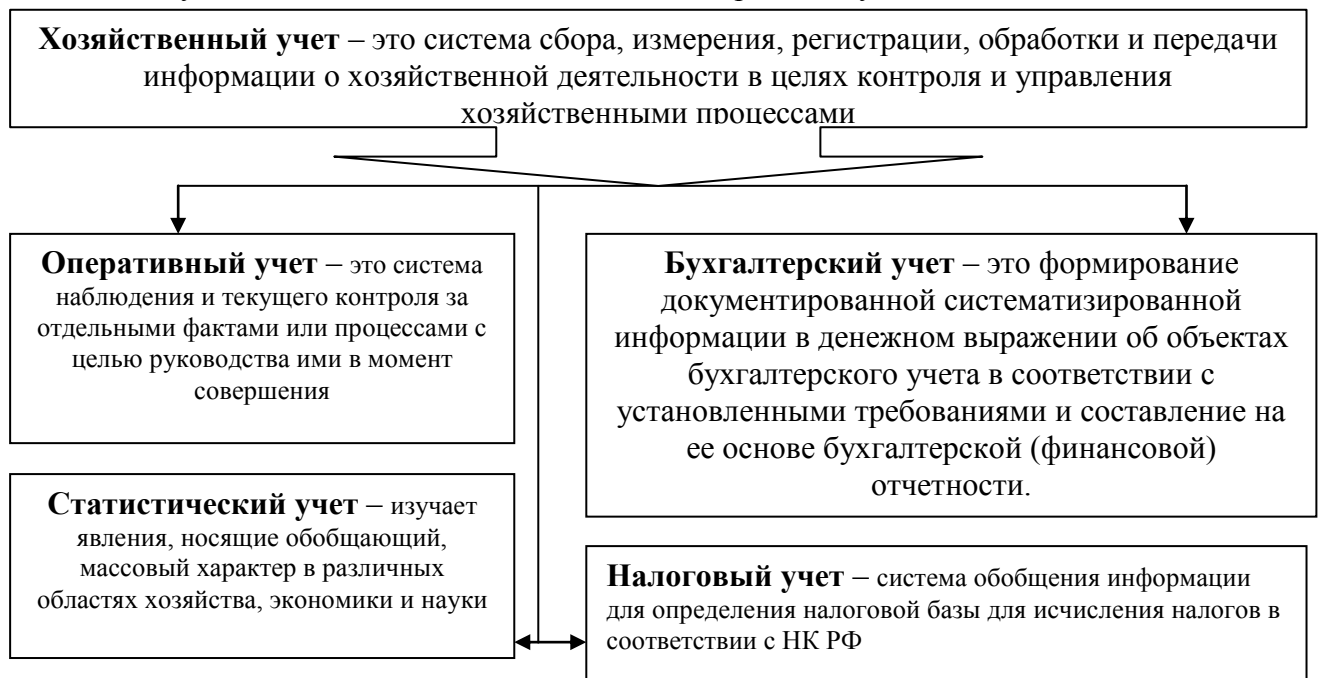 Хозяйственный учет – это система сбора, измерения, регистрации, обработки и передачи
информации о хозяйственной деятельности в целях контроля и управления
хозяйственными процессами
Оперативный учет – это система
наблюдения и текущего контроля за
отдельными фактами или процессами с
целью руководства ими в момент
совершения
Бухгалтерский учет – это формирование
документированной систематизированной
информации в денежном выражении об объектах
бухгалтерского учета в соответствии с
установленными требованиями и составление на
ее основе бухгалтерской (финансовой)
отчетности.
Статистический учет – изучает
явления, носящие обобщающий,
массовый характер в различных
областях хозяйства, экономики и науки
Налоговый учет – система обобщения информации
для определения налоговой базы для исчисления налогов в
соответствии с НК РФ